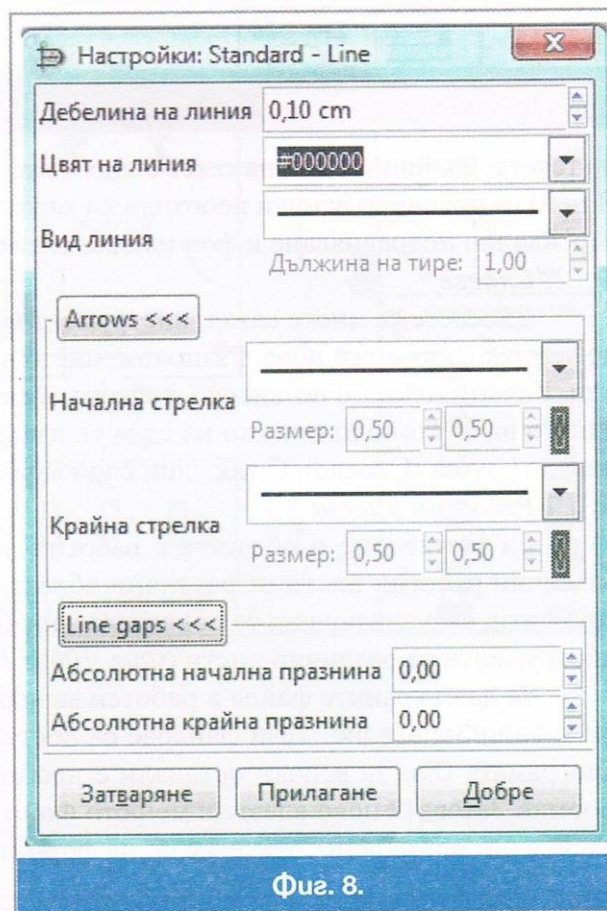 Настройки: Standard - Line
Дебелина на линия 0,10 cm
Цвят на линия #000000
Вид линия
Дължина на тире: 1,00
Arrows <<<
Начална стрелка
Размер: 0,50 0,50
Крайна стрелка
Размер: 0,50 0,50
Line gaps <<<
Абсолютна начална празнина 0,00
Абсолютна крайна празнина 0,00
Затваряне Прилагане Добре
Фиг. 8.